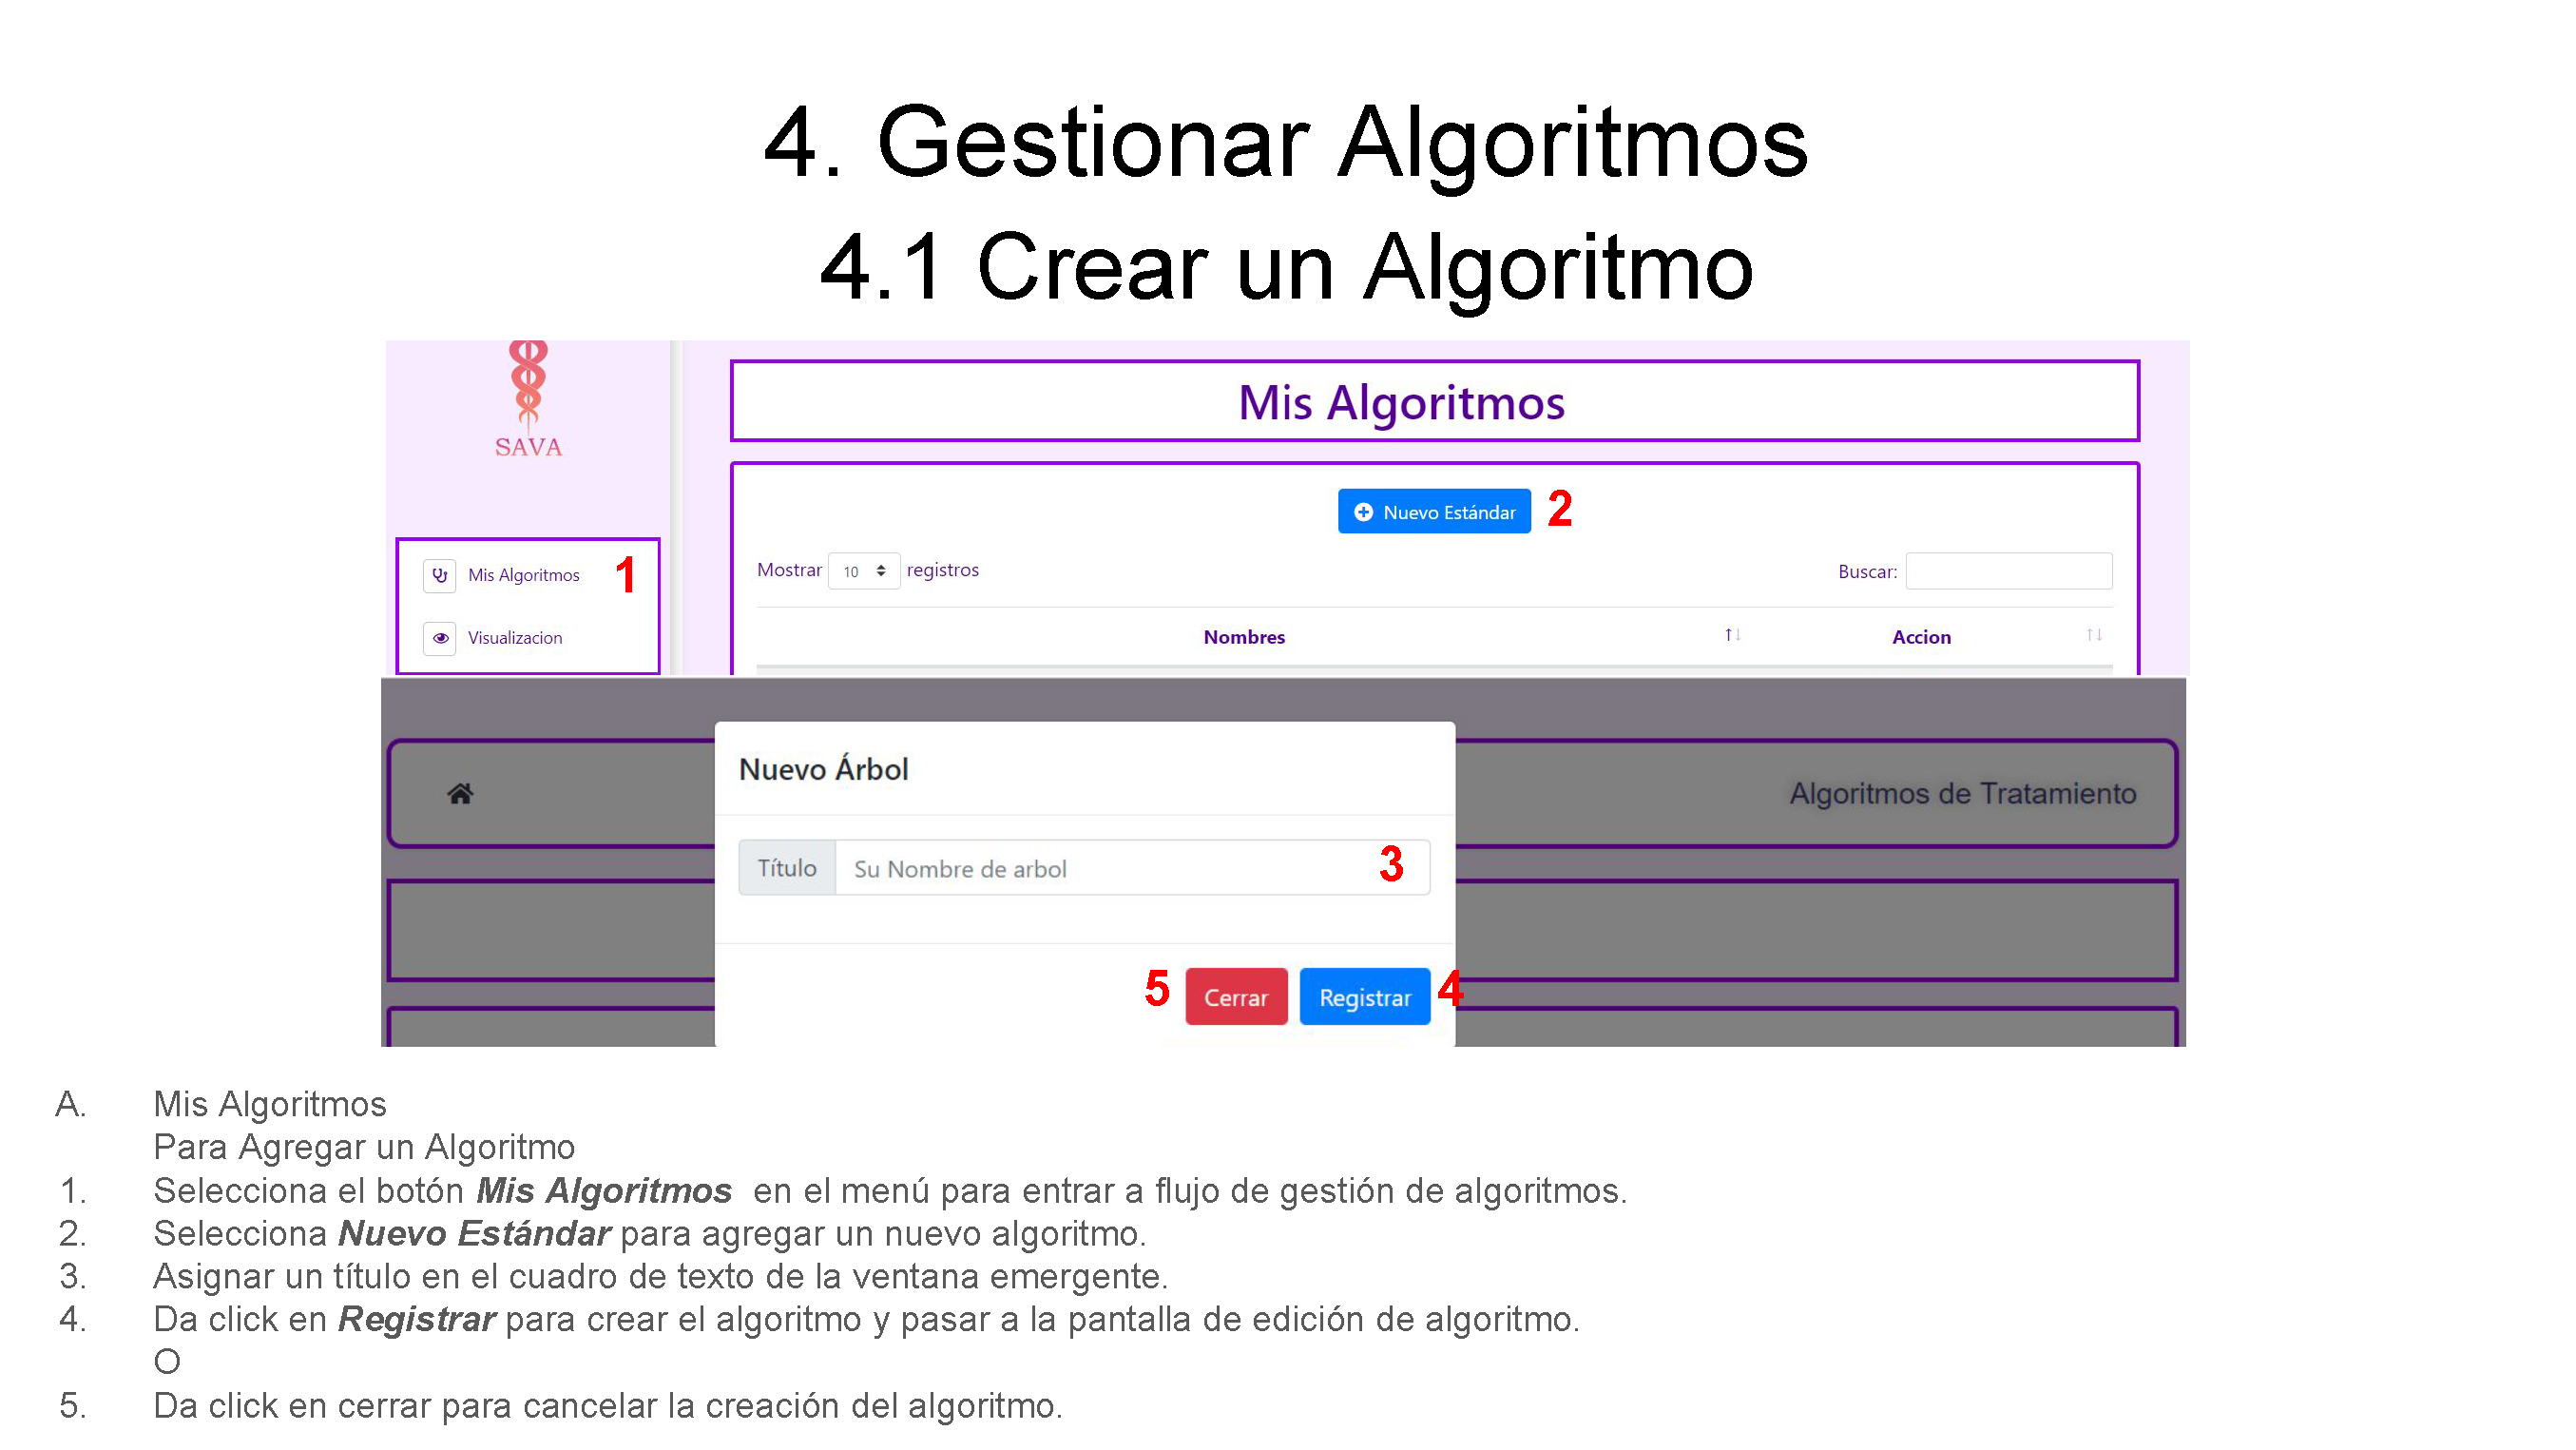 4. Gestionar Algoritmos
4.1 Crear un Algoritmo
SAVA
Mis Algoritmos
Nuevo Estándar 2
Mis Algoritmos 1
Visualizacion
Mostrar 10 registros
Buscar:
Nombres
Accion
Nuevo Árbol
Algoritmos de Tratamiento
Título Su Nombre de arbol 3
5 Cerrar Registrar 4
A. Mis Algoritmos
Para Agregar un Algoritmo
1. Selecciona el botón Mis Algoritmos en el menú para entrar a flujo de gestión de algoritmos.
2. Selecciona Nuevo Estándar para agregar un nuevo algoritmo.
3. Asignar un título en el cuadro de texto de la ventana emergente.
4. Da click en Registrar para crear el algoritmo y pasar a la pantalla de edición de algoritmo.
O
5. Da click en cerrar para cancelar la creación del algoritmo.